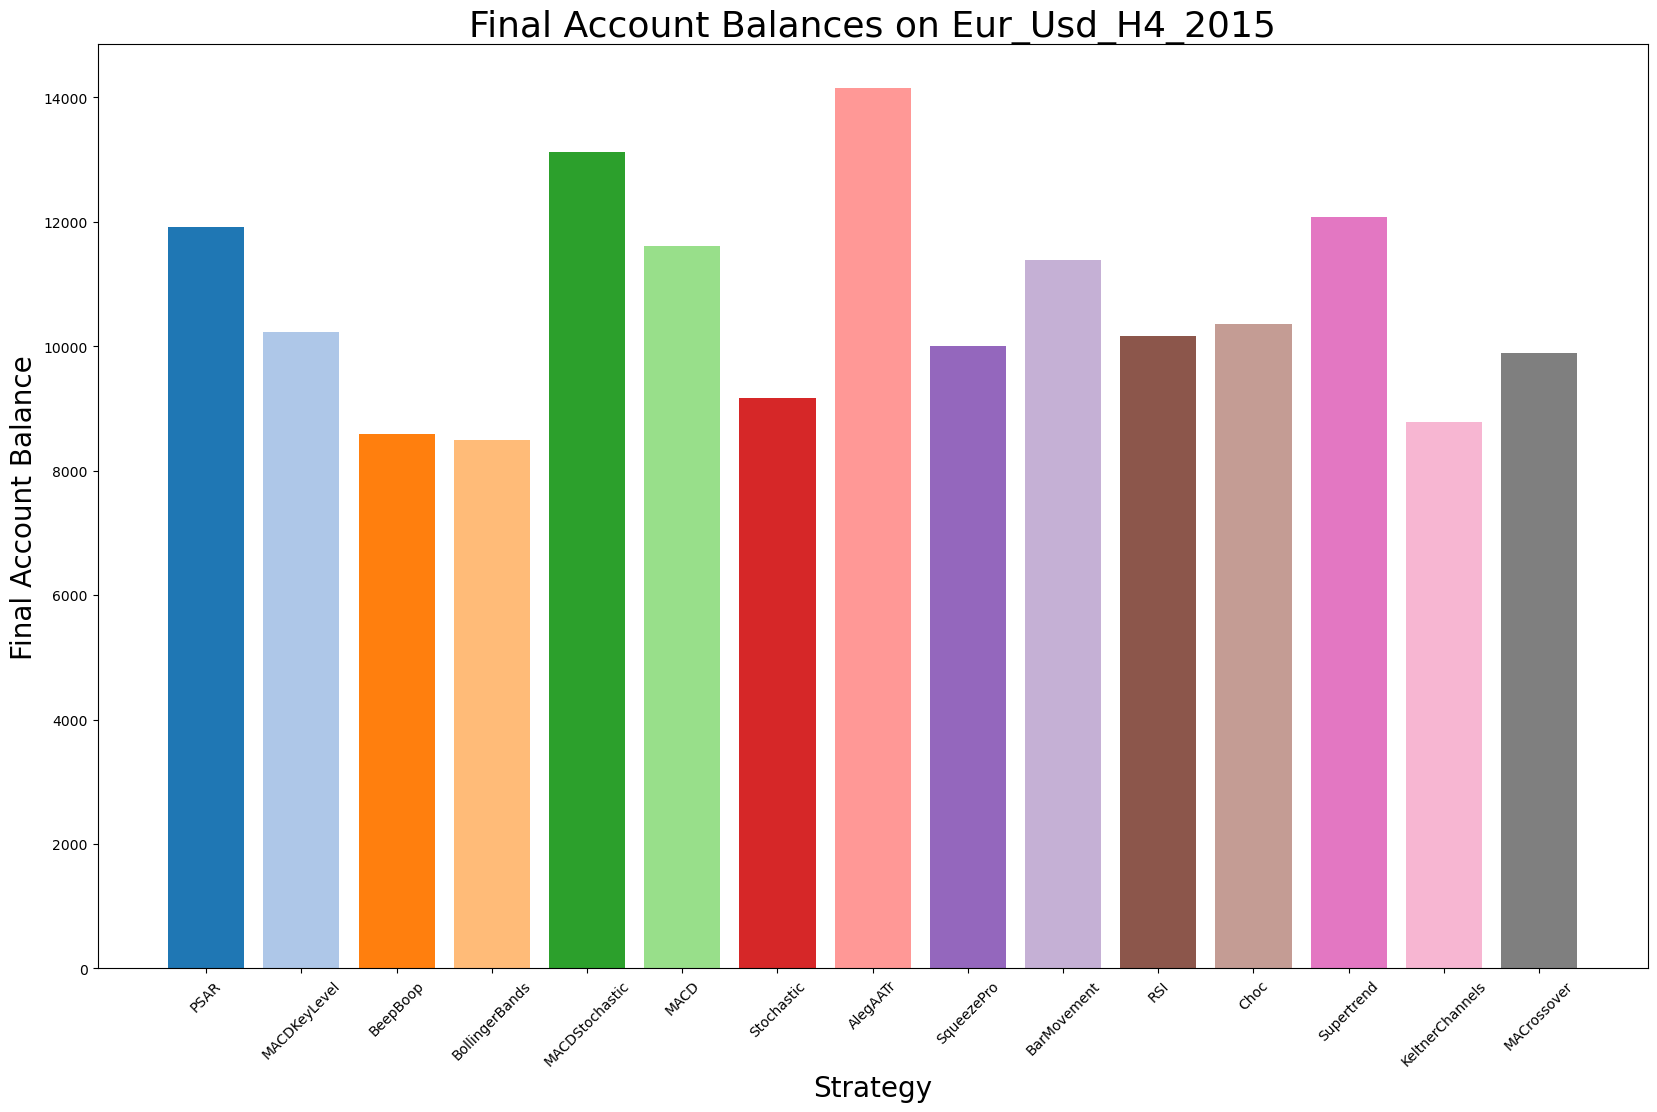 Final Account Balances on Eur_Usd_H4_2015
Final Account Balance
14000
12000
10000
8000
6000
4000
2000
0
PSAR
MACDKeyLevel
BeepBoop
BollingerBands
MACDStochastic
MACD
Stochastic
AlegAATr
SqueezePro
BarMovement
RSI
Choc
Supertrend
KeltnerChannels
MACrossover
Strategy